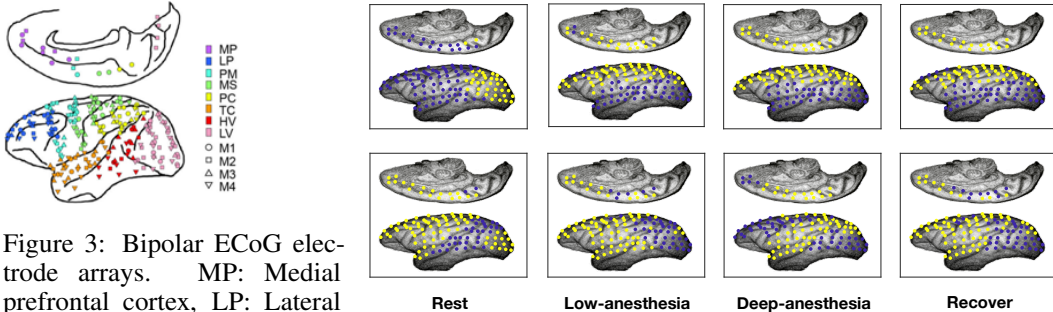 MP
LP
PM
MS
PC
TC
HV
LV
M1
M2
M3
M4
Figure 3: Bipolar ECoG elec-
trode arrays. MP: Medial
prefrontal cortex, LP: Lateral
Rest Low-anesthesia Deep-anesthesia Recover